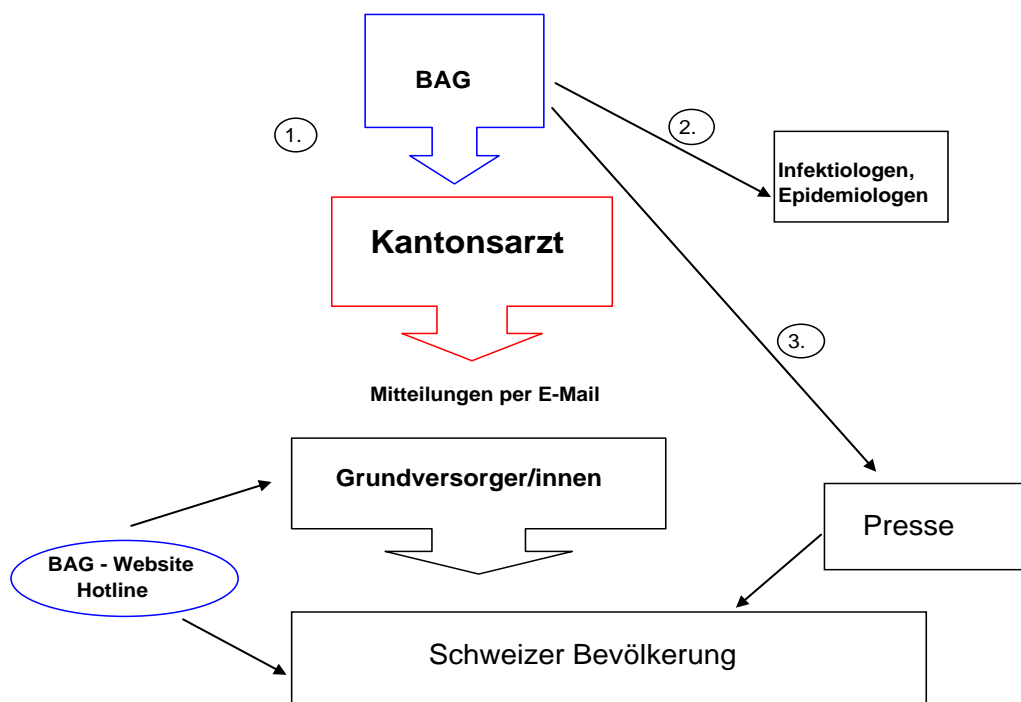 BAG
1.
2.
Infektiologen,
Epidemiologen
Kantonsarzt
3.
Mitteilungen per E-Mail
Grundversorger/innen
Presse
BAG - Website
Hotline
Schweizer Bevölkerung